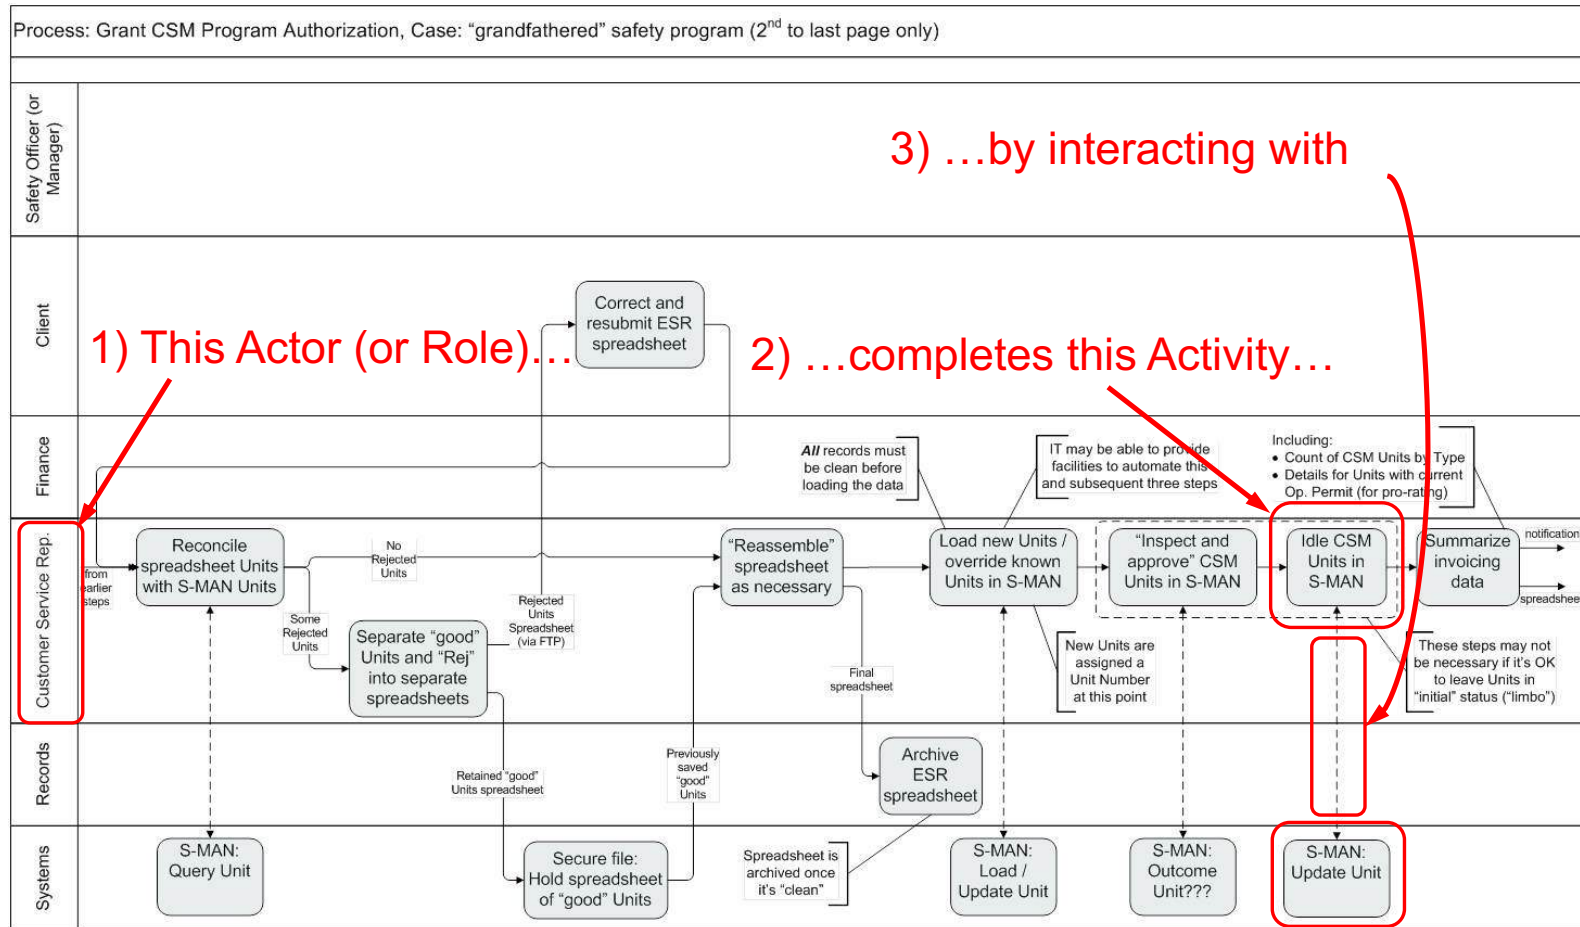 Process: Grant CSM Program Authorization, Case: “grandfathered” safety program (2nd to last page only)
Safety Officer (or
Manager)
3) …by interacting with
Client
Correct and
resubmit ESR
spreadsheet
1) This Actor (or Role)…
2) …completes this Activity…
Finance
All records must
be clean before
loading the data
IT may be able to provide
facilities to automate this
and subsequent three steps
Including:
• Count of CSM Units by Type
• Details for Units with current
Op. Permit (for pro-rating)
Customer Service Rep.
from
earlier
steps
Reconcile
spreadsheet Units
with S-MAN Units
No
Rejected
Units
Some
Rejected
Units
Separate “good”
Units and “Rej”
into separate
spreadsheets
Rejected
Units
Spreadsheet
(via FTP)
“Reassemble”
spreadsheet
as necessary
Final
spreadsheet
Load new Units /
override known
Units in S-MAN
New Units are
assigned a
Unit Number
at this point
“Inspect and
approve” CSM
Units in S-MAN
Idle CSM
Units in
S-MAN
These steps may not
be necessary if it’s OK
to leave Units in
“initial” status (“limbo”)
Summarize
invoicing
data
notification
spreadsheet
Records
Retained “good”
Units spreadsheet
Previously
saved
“good”
Units
Archive
ESR
spreadsheet
Systems
S-MAN:
Query Unit
Secure file:
Hold spreadsheet
of “good” Units
Spreadsheet is
archived once
it’s “clean”
S-MAN:
Load /
Update Unit
S-MAN:
Outcome
Unit???
S-MAN:
Update Unit